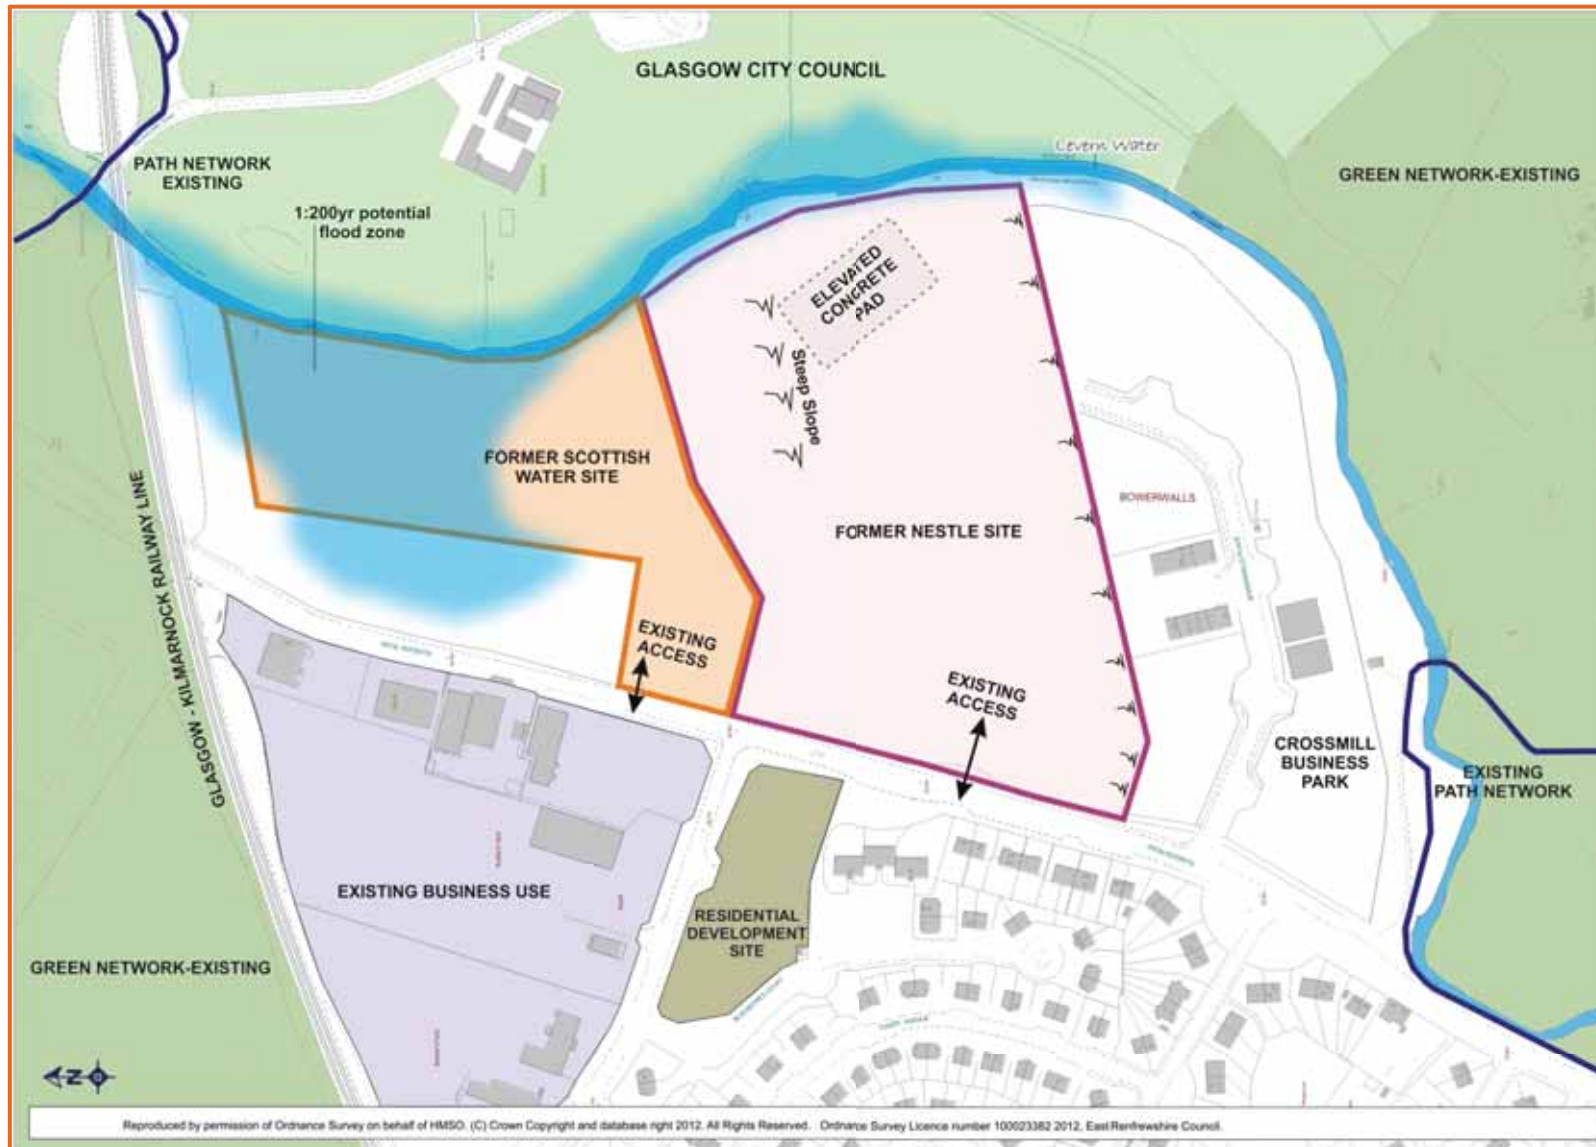 GLASGOW CITY COUNCIL
Levern Water
PATH NETWORK
EXISTING
GREEN NETWORK-EXISTING
1:200yr potential
flood zone
ELEVATED
CONCRETE
PAD
Steep Slope
FORMER SCOTTISH
WATER SITE
BOWERWALLS
FORMER NESTLE SITE
GLASGOW - KILMARNOCK RAILWAY LINE
EXISTING
ACCESS
EXISTING
ACCESS
CROSSMILL
BUSINESS
PARK
EXISTING
PATH NETWORK
EXISTING BUSINESS USE
RESIDENTIAL
DEVELOPMENT
SITE
GREEN NETWORK-EXISTING
N
Reproduced by permission of Ordnance Survey on behalf of HMSO. (C) Crown Copyright and database right 2012. All Rights Reserved. Ordnance Survey Licence number 100023382 2012, East Renfrewshire Council.